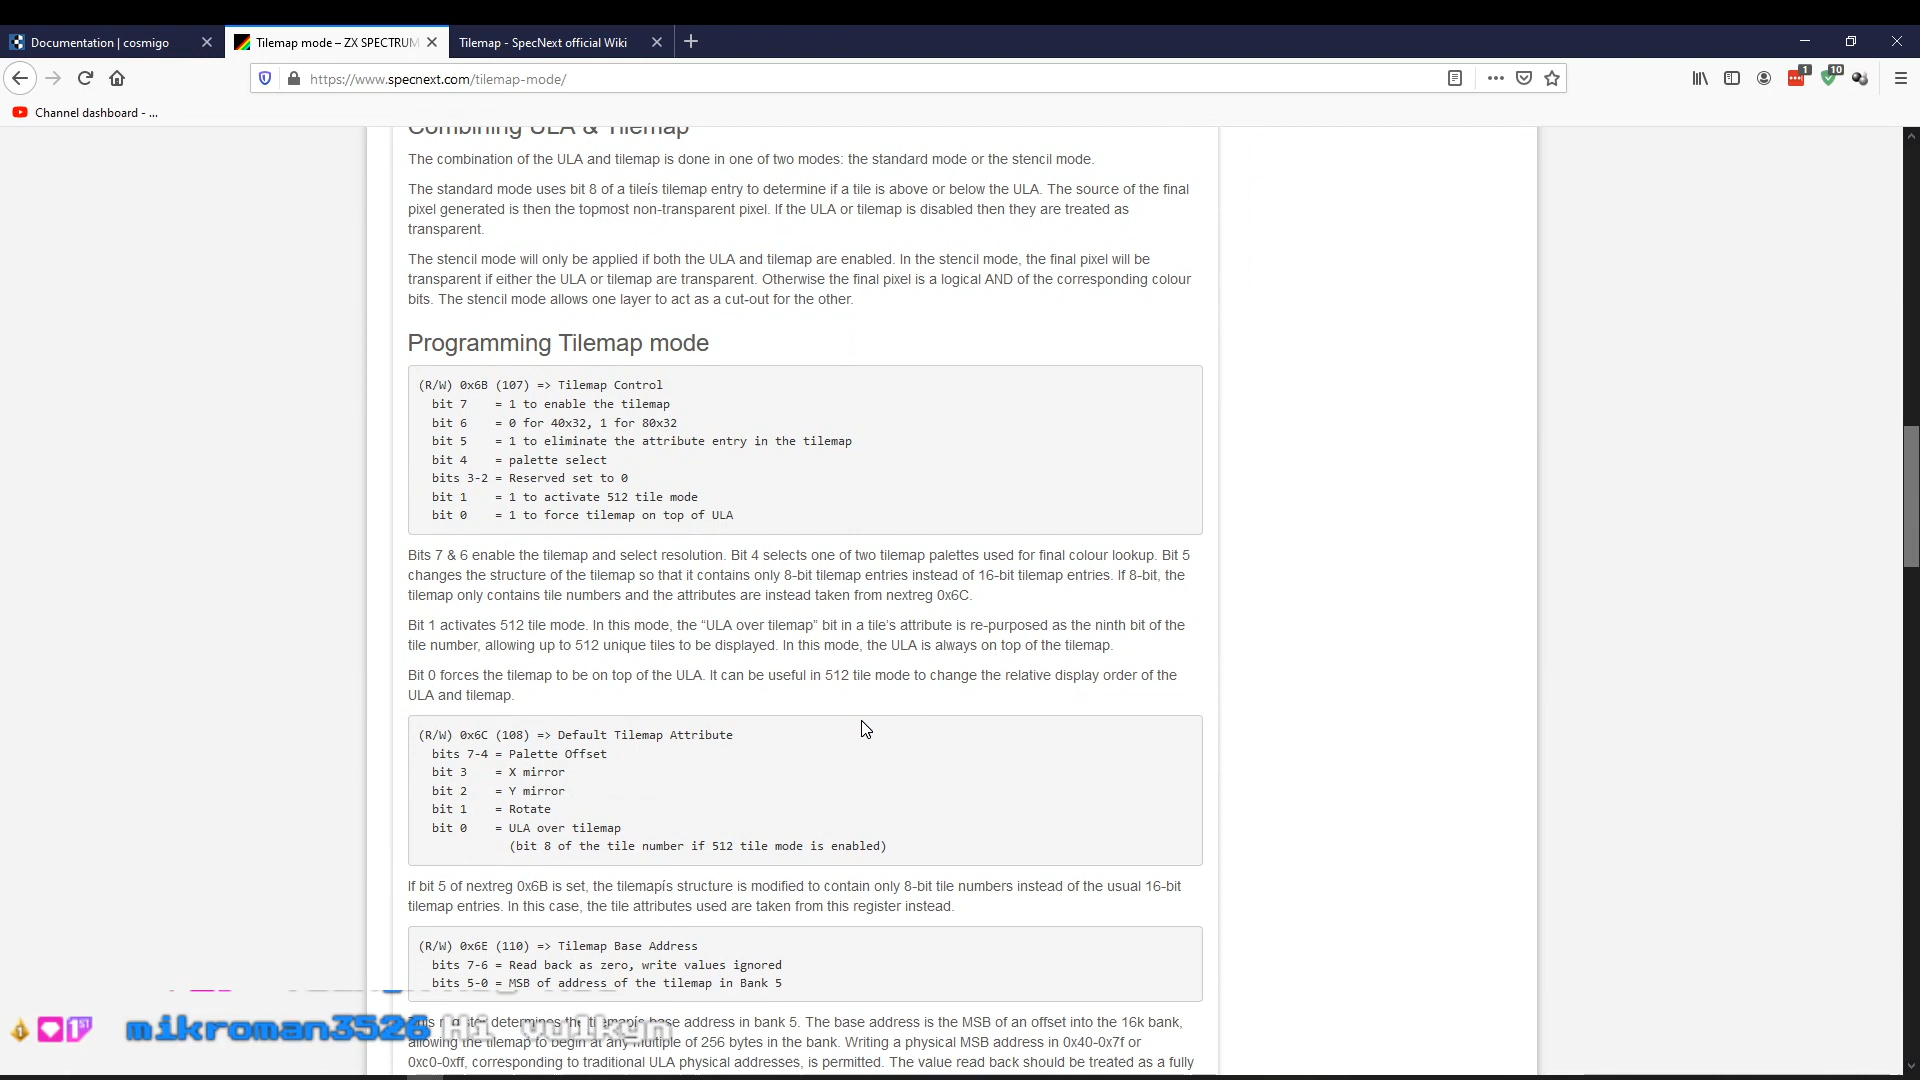 Documentation | cosmigo
Tilemap mode – ZX SPECTRUM
Tilemap - SpecNext official Wiki
https://www.specnext.com/tilemap-mode/
1
10
Channel dashboard - ...
Combining ULA & Tilemap
The combination of the ULA and tilemap is done in one of two modes: the standard mode or the stencil mode.
The standard mode uses bit 8 of a tileís tilemap entry to determine if a tile is above or below the ULA. The source of the final
pixel generated is then the topmost non-transparent pixel. If the ULA or tilemap is disabled then they are treated as
transparent.
The stencil mode will only be applied if both the ULA and tilemap are enabled. In the stencil mode, the final pixel will be
transparent if either the ULA or tilemap are transparent. Otherwise the final pixel is a logical AND of the corresponding colour
bits. The stencil mode allows one layer to act as a cut-out for the other.
Programming Tilemap mode
(R/W) 0x6B (107) => Tilemap Control
bit 7 = 1 to enable the tilemap
bit 6 = 0 for 40x32, 1 for 80x32
bit 5 = 1 to eliminate the attribute entry in the tilemap
bit 4 = palette select
bits 3-2 = Reserved set to 0
bit 1 = 1 to activate 512 tile mode
bit 0 = 1 to force tilemap on top of ULA
Bits 7 & 6 enable the tilemap and select resolution. Bit 4 selects one of two tilemap palettes used for final colour lookup. Bit 5
changes the structure of the tilemap so that it contains only 8-bit tilemap entries instead of 16-bit tilemap entries. If 8-bit, the
tilemap only contains tile numbers and the attributes are instead taken from nextreg 0x6C.
Bit 1 activates 512 tile mode. In this mode, the “ULA over tilemap” bit in a tile’s attribute is re-purposed as the ninth bit of the
tile number, allowing up to 512 unique tiles to be displayed. In this mode, the ULA is always on top of the tilemap.
Bit 0 forces the tilemap to be on top of the ULA. It can be useful in 512 tile mode to change the relative display order of the
ULA and tilemap.
(R/W) 0x6C (108) => Default Tilemap Attribute
bits 7-4 = Palette Offset
bit 3 = X mirror
bit 2 = Y mirror
bit 1 = Rotate
bit 0 = ULA over tilemap
(bit 8 of the tile number if 512 tile mode is enabled)
If bit 5 of nextreg 0x6B is set, the tilemapís structure is modified to contain only 8-bit tile numbers instead of the usual 16-bit
tilemap entries. In this case, the tile attributes used are taken from this register instead.
(R/W) 0x6E (110) => Tilemap Base Address
bits 7-6 = Read back as zero, write values ignored
bits 5-0 = MSB of address of the tilemap in Bank 5
This register determines the tilemapís base address in bank 5. The base address is the MSB of an offset into the 16k bank,
1st mikroman3526 Hi vulkyn
allowing the tilemap to begin at any multiple of 256 bytes in the bank. Writing a physical MSB address in 0x40-0x7f or
0xc0-0xff, corresponding to traditional ULA physical addresses, is permitted. The value read back should be treated as a fully